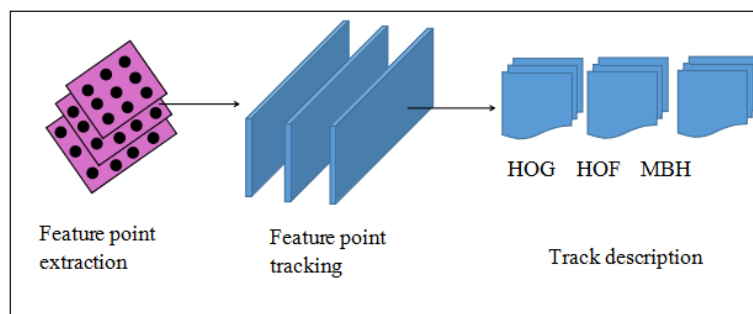 HOG HOF MBH
Feature point
extraction
Feature point
tracking
Track description